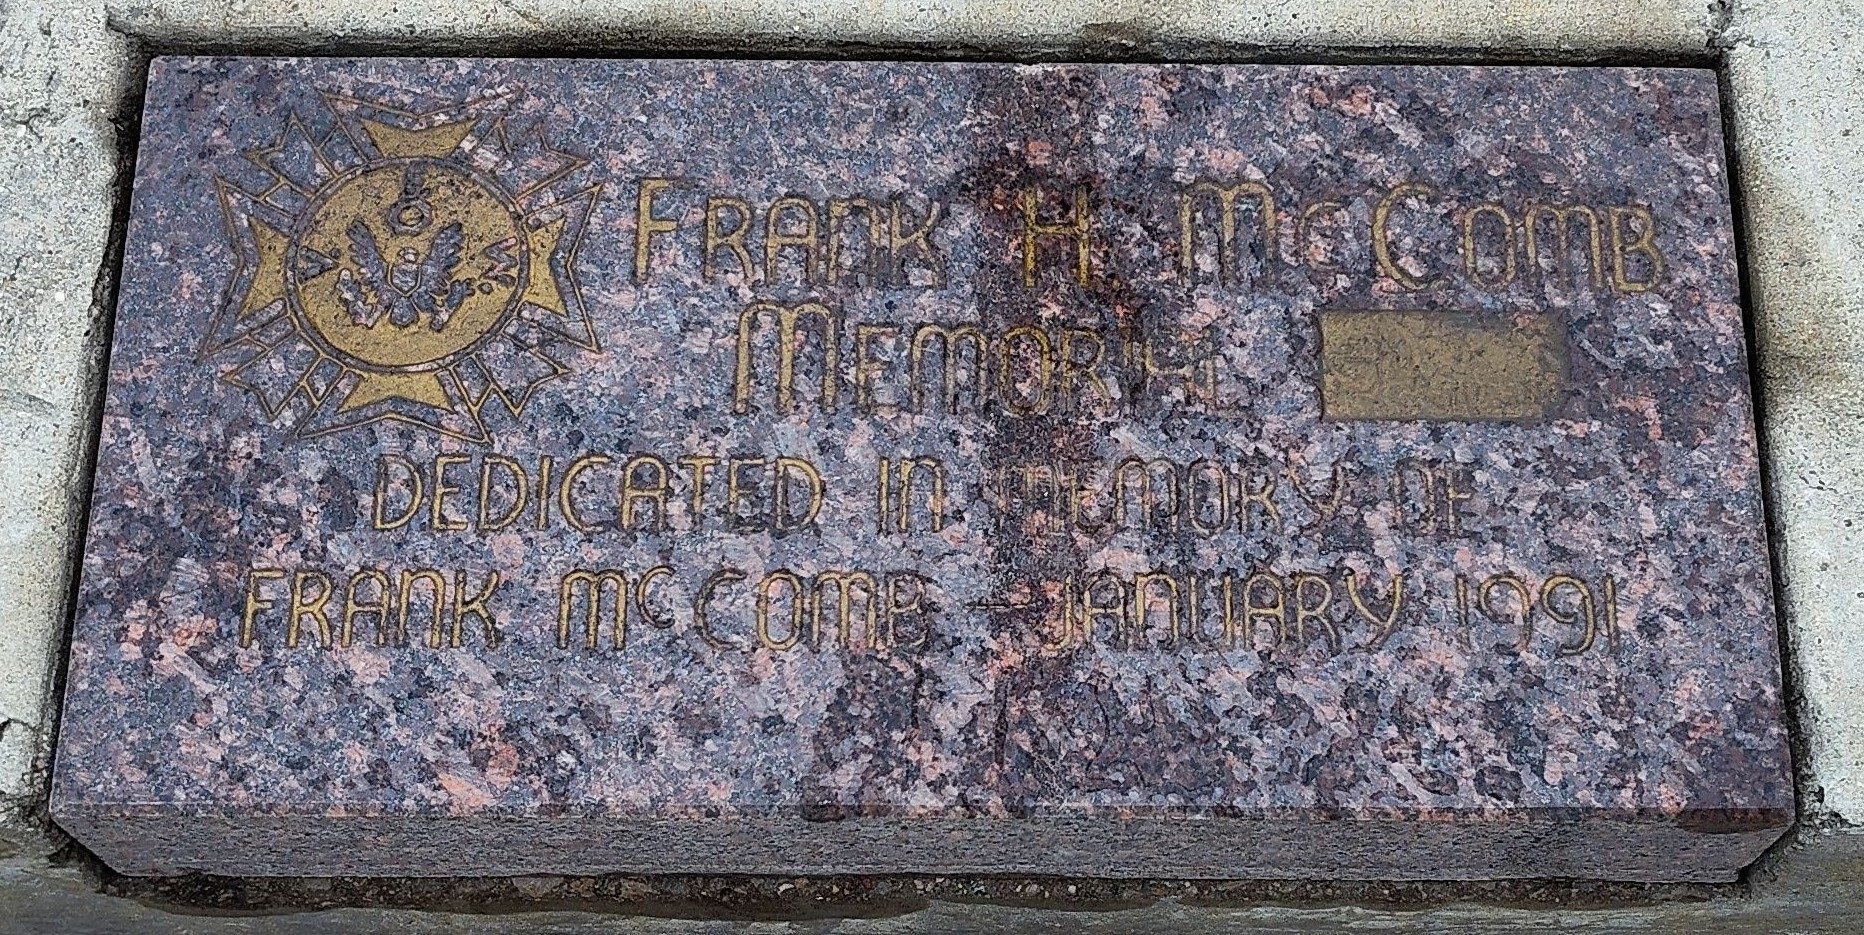 FRANK H McCOMB
MEMORIAL
DEDICATED IN MEMORY OF
FRANK McCOMB - JANUARY 1991